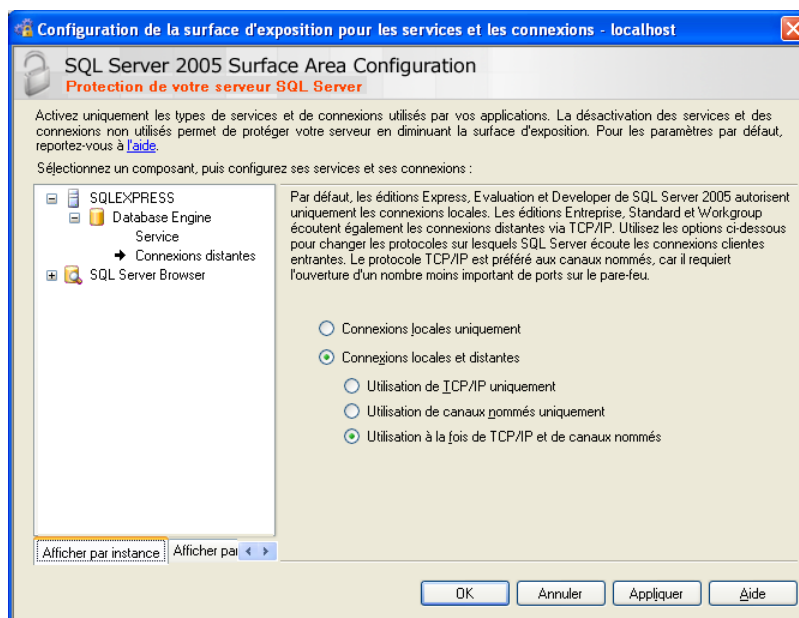 Configuration de la surface d'exposition pour les services et les connexions - localhost
SQL Server 2005 Surface Area Configuration
Protection de votre serveur SQL Server
Activez uniquement les types de services et de connexions utilisés par vos applications. La désactivation des services et des
connexions non utilisés permet de protéger votre serveur en diminuant la surface d'exposition. Pour les paramètres par défaut,
reportez-vous à l'aide.
Sélectionnez un composant, puis configurez ses services et ses connexions :
SQLEXPRESS
Database Engine
Service
Connexions distantes
SQL Server Browser
Par défaut, les éditions Express, Evaluation et Developer de SQL Server 2005 autorisent
uniquement les connexions locales. Les éditions Entreprise, Standard et Workgroup
écoutent également les connexions distantes via TCP/IP. Utilisez les options ci-dessous
pour changer les protocoles sur lesquels SQL Server écoute les connexions clientes
entrantes. Le protocole TCP/IP est préféré aux canaux nommés, car il requiert
l'ouverture d'un nombre moins important de ports sur le pare-feu.
Connexions locales uniquement
Connexions locales et distantes
Utilisation de TCP/IP uniquement
Utilisation de canaux nommés uniquement
Utilisation à la fois de TCP/IP et de canaux nommés
Afficher par instance
Afficher par
OK
Annuler
Appliquer
Aide